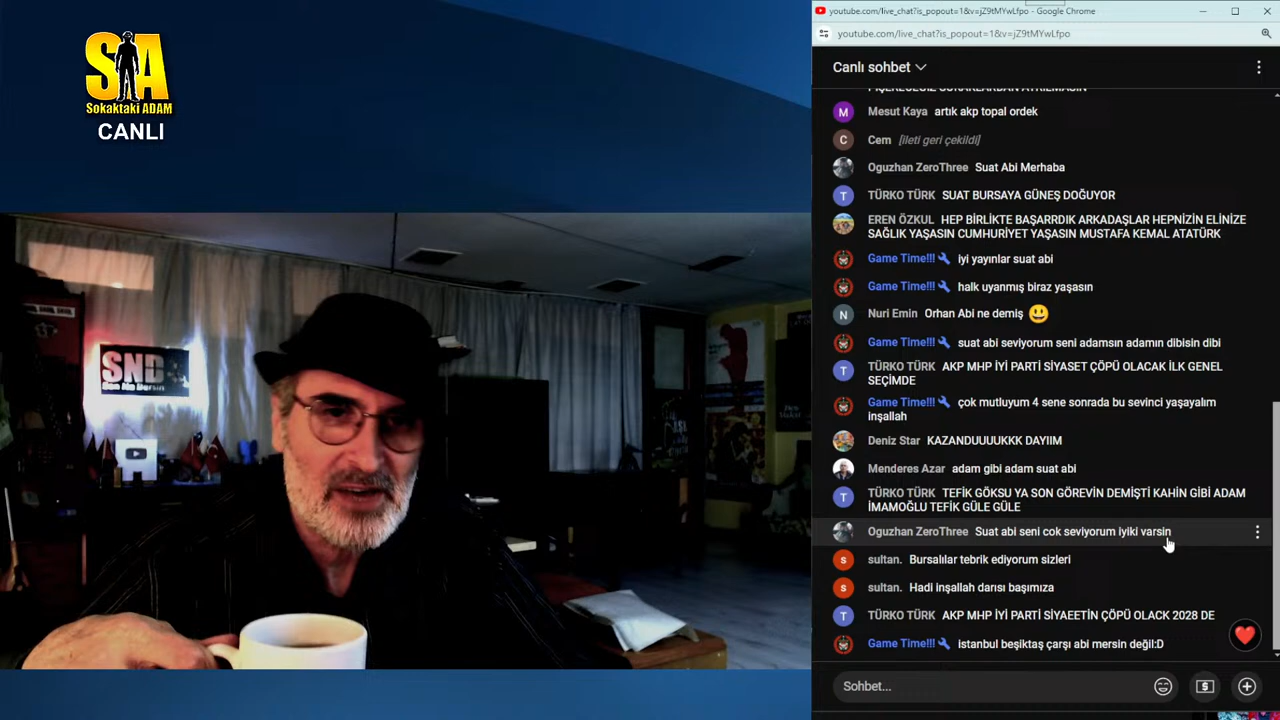 SA
Sokaktaki ADAM
CANLI
SND
Son Ne Dersin
youtube.com/live_chat?is_popout=1&v=jZ9tMYwLfpo - Google Chrome
youtube.com/live_chat?is_popout=1&v=jZ9tMYwLfpo
Canlı sohbet
Mesut Kaya artık akp topal ordek
Cem [ileti geri çekildi]
Oguzhan ZeroThree Suat Abi Merhaba
TÜRKO TÜRK SUAT BURSAYA GÜNEŞ DOĞUYOR
EREN ÖZKUL HEP BİRLİKTE BAŞARRDIK ARKADAŞLAR HEPNİZİN ELİNİZE
SAĞLIK YAŞASIN CUMHURİYET YAŞASIN MUSTAFA KEMAL ATATÜRK
Game Time!!! iyi yayınlar suat abi
Game Time!!! halk uyanmış biraz yaşasın
Nuri Emin Orhan Abi ne demiş 😃
Game Time!!! suat abi seviyorum seni adamsın adamın dibisin dibi
TÜRKO TÜRK AKP MHP İYİ PARTİ SİYASET ÇÖPÜ OLACAK İLK GENEL
SEÇİMDE
Game Time!!! çok mutluyum 4 sene sonrada bu sevinci yaşayalım
inşallah
Deniz Star KAZANDUUUUKKK DAYIIM
Menderes Azar adam gibi adam suat abi
TÜRKO TÜRK TEFİK GÖKSU YA SON GÖREVİN DEMİŞTİ KAHİN GİBİ ADAM
İMAMOĞLU TEFİK GÜLE GÜLE
Oguzhan ZeroThree Suat abi seni cok seviyorum iyiki varsin
sultan. Bursalılar tebrik ediyorum sizleri
sultan. Hadi inşallah darısı başımıza
TÜRKO TÜRK AKP MHP İYİ PARTİ SİYAEETİN ÇÖPÜ OLACK 2028 DE
Game Time!!! istanbul beşiktaş çarşı abi mersin değil:D
Sohbet...